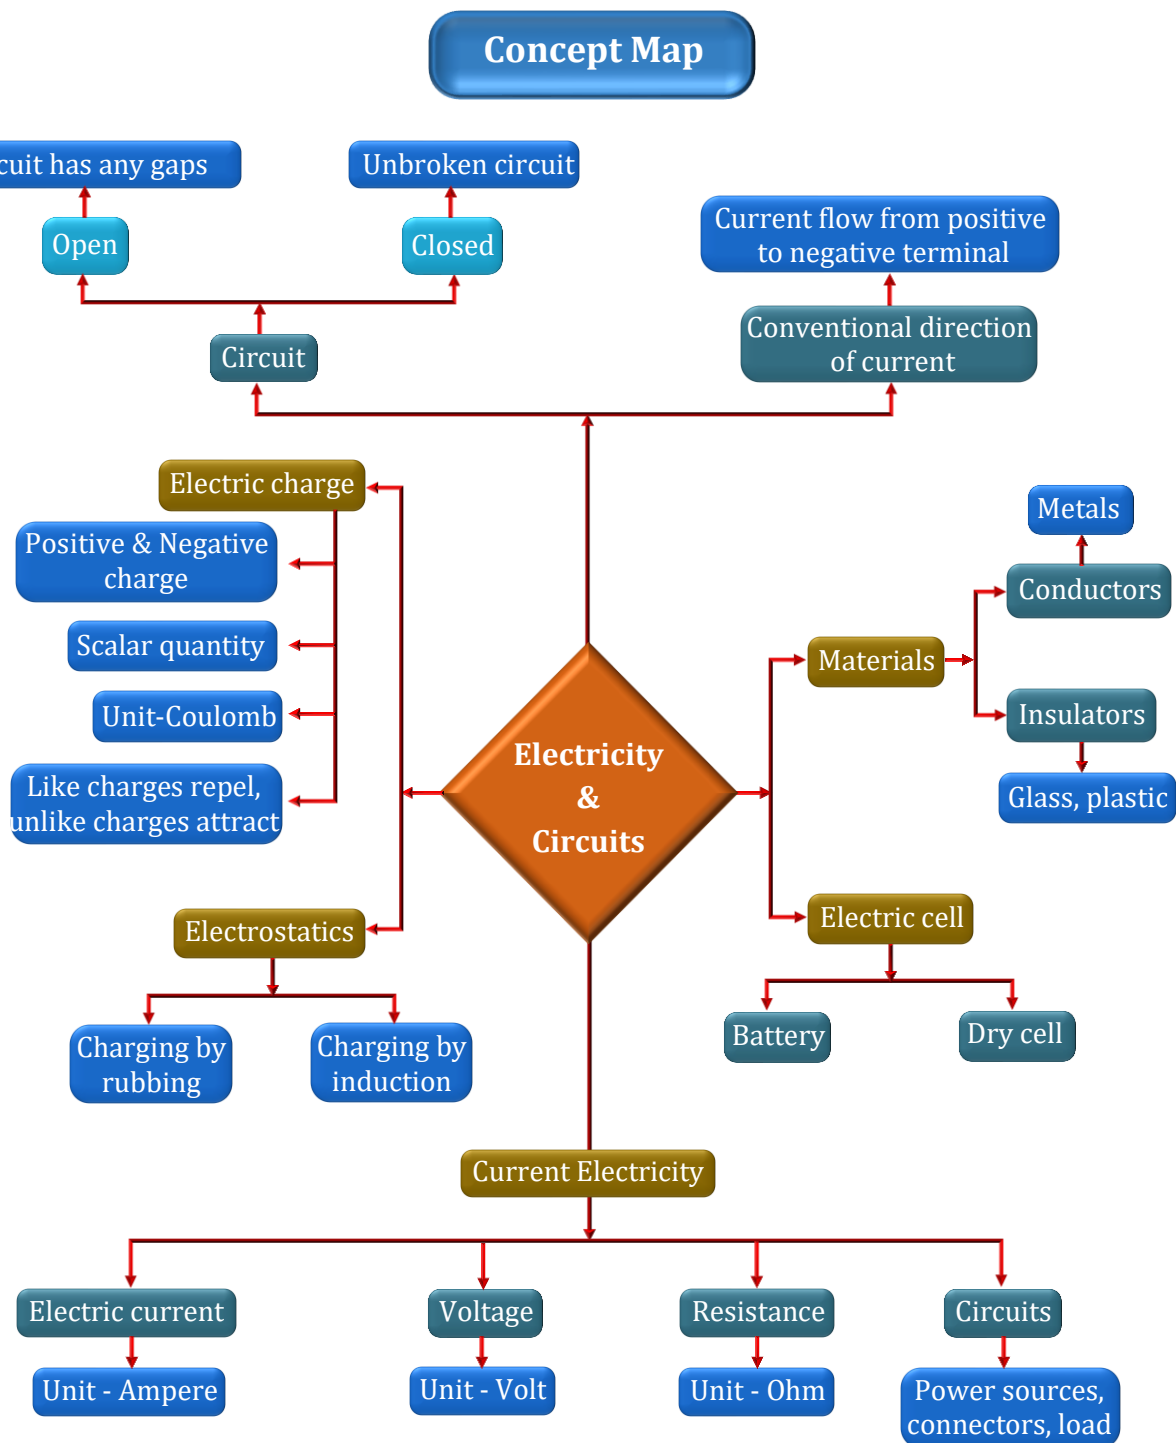 Concept Map
cuit has any gaps
Unbroken circuit
Open
Closed
Current flow from positive
to negative terminal
Circuit
Conventional direction
of current
Electric charge
Positive & Negative
charge
Scalar quantity
Unit-Coulomb
Like charges repel,
unlike charges attract
Electrostatics
Charging by
rubbing
Charging by
induction
Electricity
&
Circuits
Metals
Conductors
Materials
Insulators
Glass, plastic
Electric cell
Battery
Dry cell
Current Electricity
Electric current
Voltage
Resistance
Circuits
Unit - Ampere
Unit - Volt
Unit - Ohm
Power sources,
connectors, load